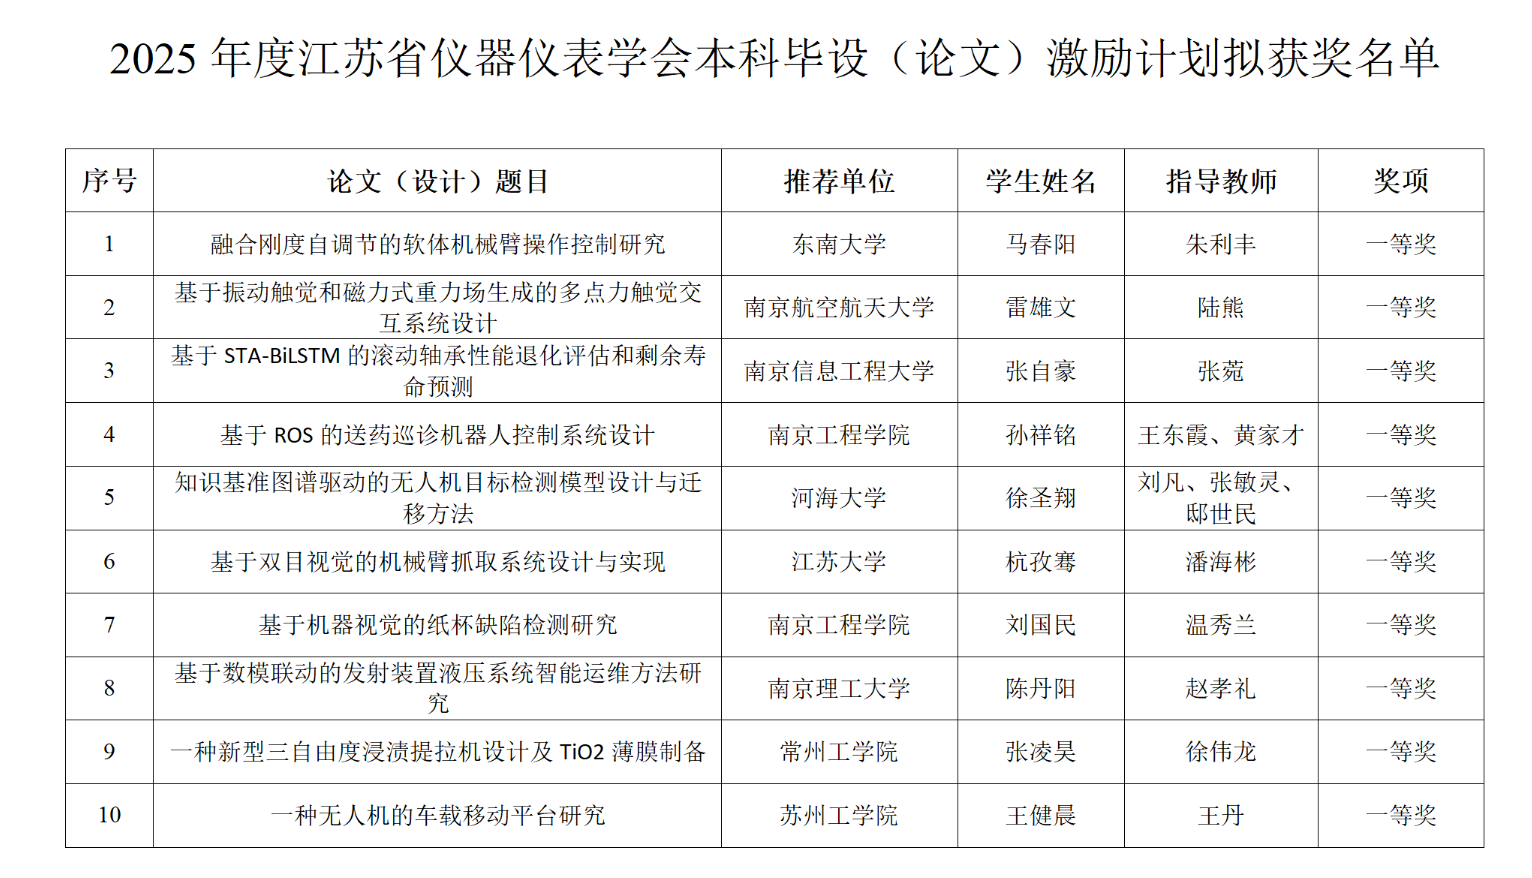 2025 年度江苏省仪器仪表学会本科毕设（论文）激励计划拟获奖名单
序号 论文（设计）题目 推荐单位 学生姓名 指导教师 奖项
1 融合刚度自调节的软体机械臂操作控制研究 东南大学 马春阳 朱利丰 一等奖
2 基于振动触觉和磁力式重力场生成的多点力触觉交
互系统设计 南京航空航天大学 雷雄文 陆熊 一等奖
3 基于 STA-BiLSTM 的滚动轴承性能退化评估和剩余寿
命预测 南京信息工程大学 张自豪 张菀 一等奖
4 基于 ROS 的送药巡诊机器人控制系统设计 南京工程学院 孙祥铭 王东霞、黄家才 一等奖
5 知识基准图谱驱动的无人机目标检测模型设计与迁
移方法 河海大学 徐圣翔 刘凡、张敏灵、
邸世民 一等奖
6 基于双目视觉的机械臂抓取系统设计与实现 江苏大学 杭孜骞 潘海彬 一等奖
7 基于机器视觉的纸杯缺陷检测研究 南京工程学院 刘国民 温秀兰 一等奖
8 基于数模联动的发射装置液压系统智能运维方法研
究 南京理工大学 陈丹阳 赵孝礼 一等奖
9 一种新型三自由度浸渍提拉机设计及 TiO2 薄膜制备 常州工学院 张凌昊 徐伟龙 一等奖
10 一种无人机的车载移动平台研究 苏州工学院 王健晨 王丹 一等奖